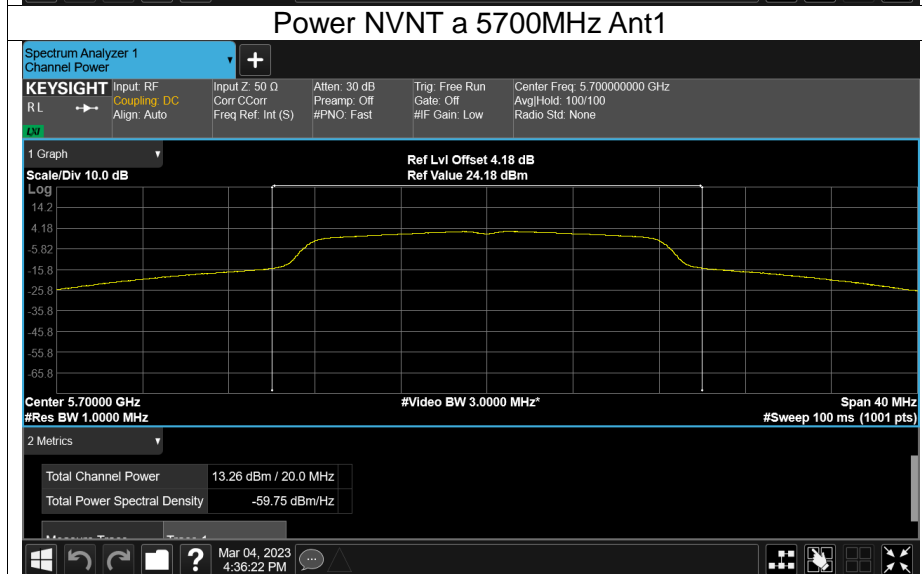 Power NVNT a 5700MHz Ant1
Spectrum Analyzer 1
Channel Power
KEYSIGHT
R L
LXI
Input: RF
Coupling: DC
Align: Auto
Input Z: 50 Ω
Corr CCorr
Freq Ref: Int (S)
Atten: 30 dB
Preamp: Off
#PNO: Fast
Trig: Free Run
Gate: Off
#IF Gain: Low
Center Freq: 5.700000000 GHz
Avg|Hold: 100/100
Radio Std: None
1 Graph
Scale/Div 10.0 dB
Ref Lvl Offset 4.18 dB
Ref Value 24.18 dBm
Log
14.2
4.18
-5.82
-15.8
-25.8
-35.8
-45.8
-55.8
-65.8
Center 5.70000 GHz
#Video BW 3.0000 MHz*
Span 40 MHz
#Res BW 1.0000 MHz
#Sweep 100 ms (1001 pts)
2 Metrics
Total Channel Power 13.26 dBm / 20.0 MHz
Total Power Spectral Density -59.75 dBm/Hz
Mar 04, 2023
4:36:22 PM